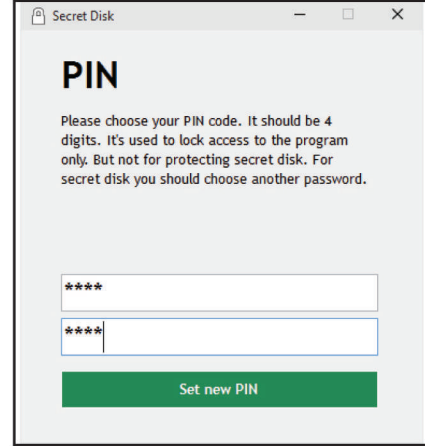 Secret Disk
PIN
Please choose your PIN code. It should be 4
digits. It's used to lock access to the program
only. But not for protecting secret disk. For
secret disk you should choose another password.
****
****
Set new PIN